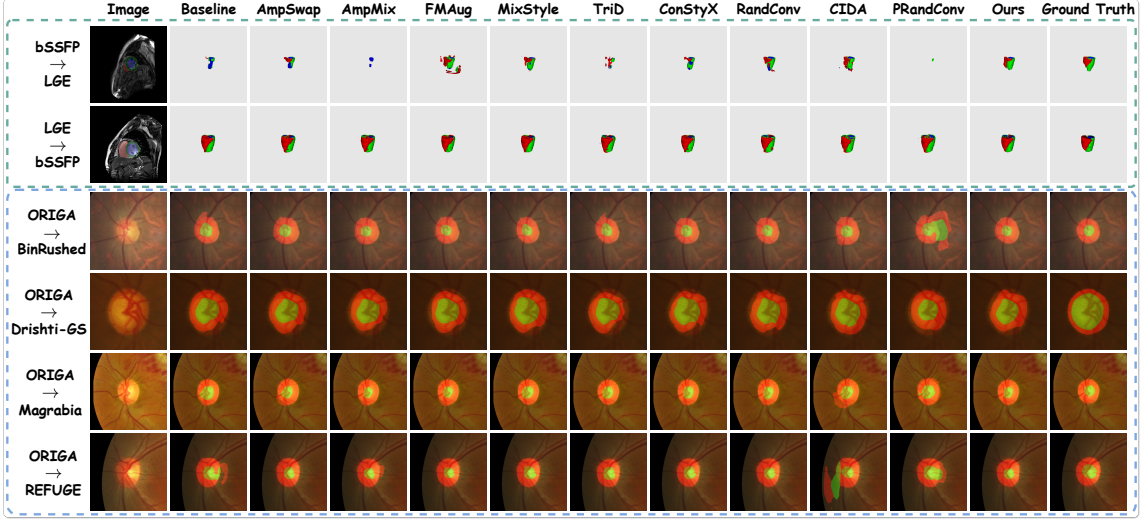 Image Baseline AmpSwap AmpMix FMAug MixStyle TriD ConStyX RandConv CIDA PRandConv Ours Ground Truth
bSSFP
→
LGE
LGE
→
bSSFP
ORIGA
→
BinRushed
ORIGA
→
Drishti-GS
ORIGA
→
Magrabia
ORIGA
→
REFUGE